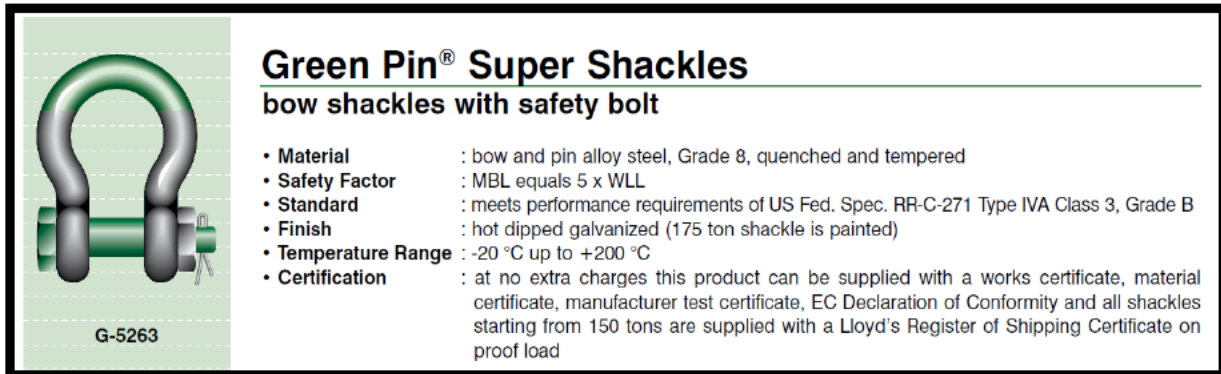 Green Pin® Super Shackles
bow shackles with safety bolt
• Material : bow and pin alloy steel, Grade 8, quenched and tempered
• Safety Factor : MBL equals 5 x WLL
• Standard : meets performance requirements of US Fed. Spec. RR-C-271 Type IVA Class 3, Grade B
• Finish : hot dipped galvanized (175 ton shackle is painted)
• Temperature Range : -20 °C up to +200 °C
• Certification : at no extra charges this product can be supplied with a works certificate, material
certificate, manufacturer test certificate, EC Declaration of Conformity and all shackles
starting from 150 tons are supplied with a Lloyd's Register of Shipping Certificate on
proof load
G-5263